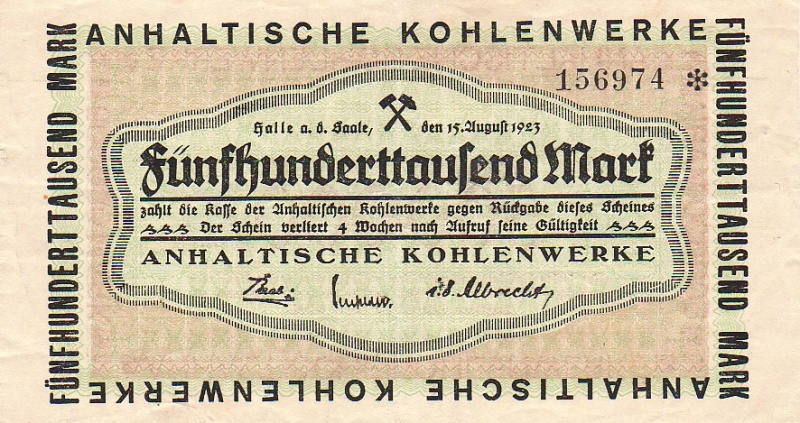 ANHALTISCHE KOHLENWERKE
FÜNFHUNDERTTAUSEND MARK
FÜNFHUNDERTTAUSEND MARK
156974 *
Halle a. d. Saale, den 15. August 1923
Fünfhunderttausend Mark
zahlt die Kasse der Anhaltischen Kohlenwerke gegen Rückgabe dieses Scheines
Der Schein verliert 4 Wochen nach Aufruf seine Gültigkeit
ANHALTISCHE KOHLENWERKE
i. V. Albrecht
ANHALTISCHE KOHLENWERKE